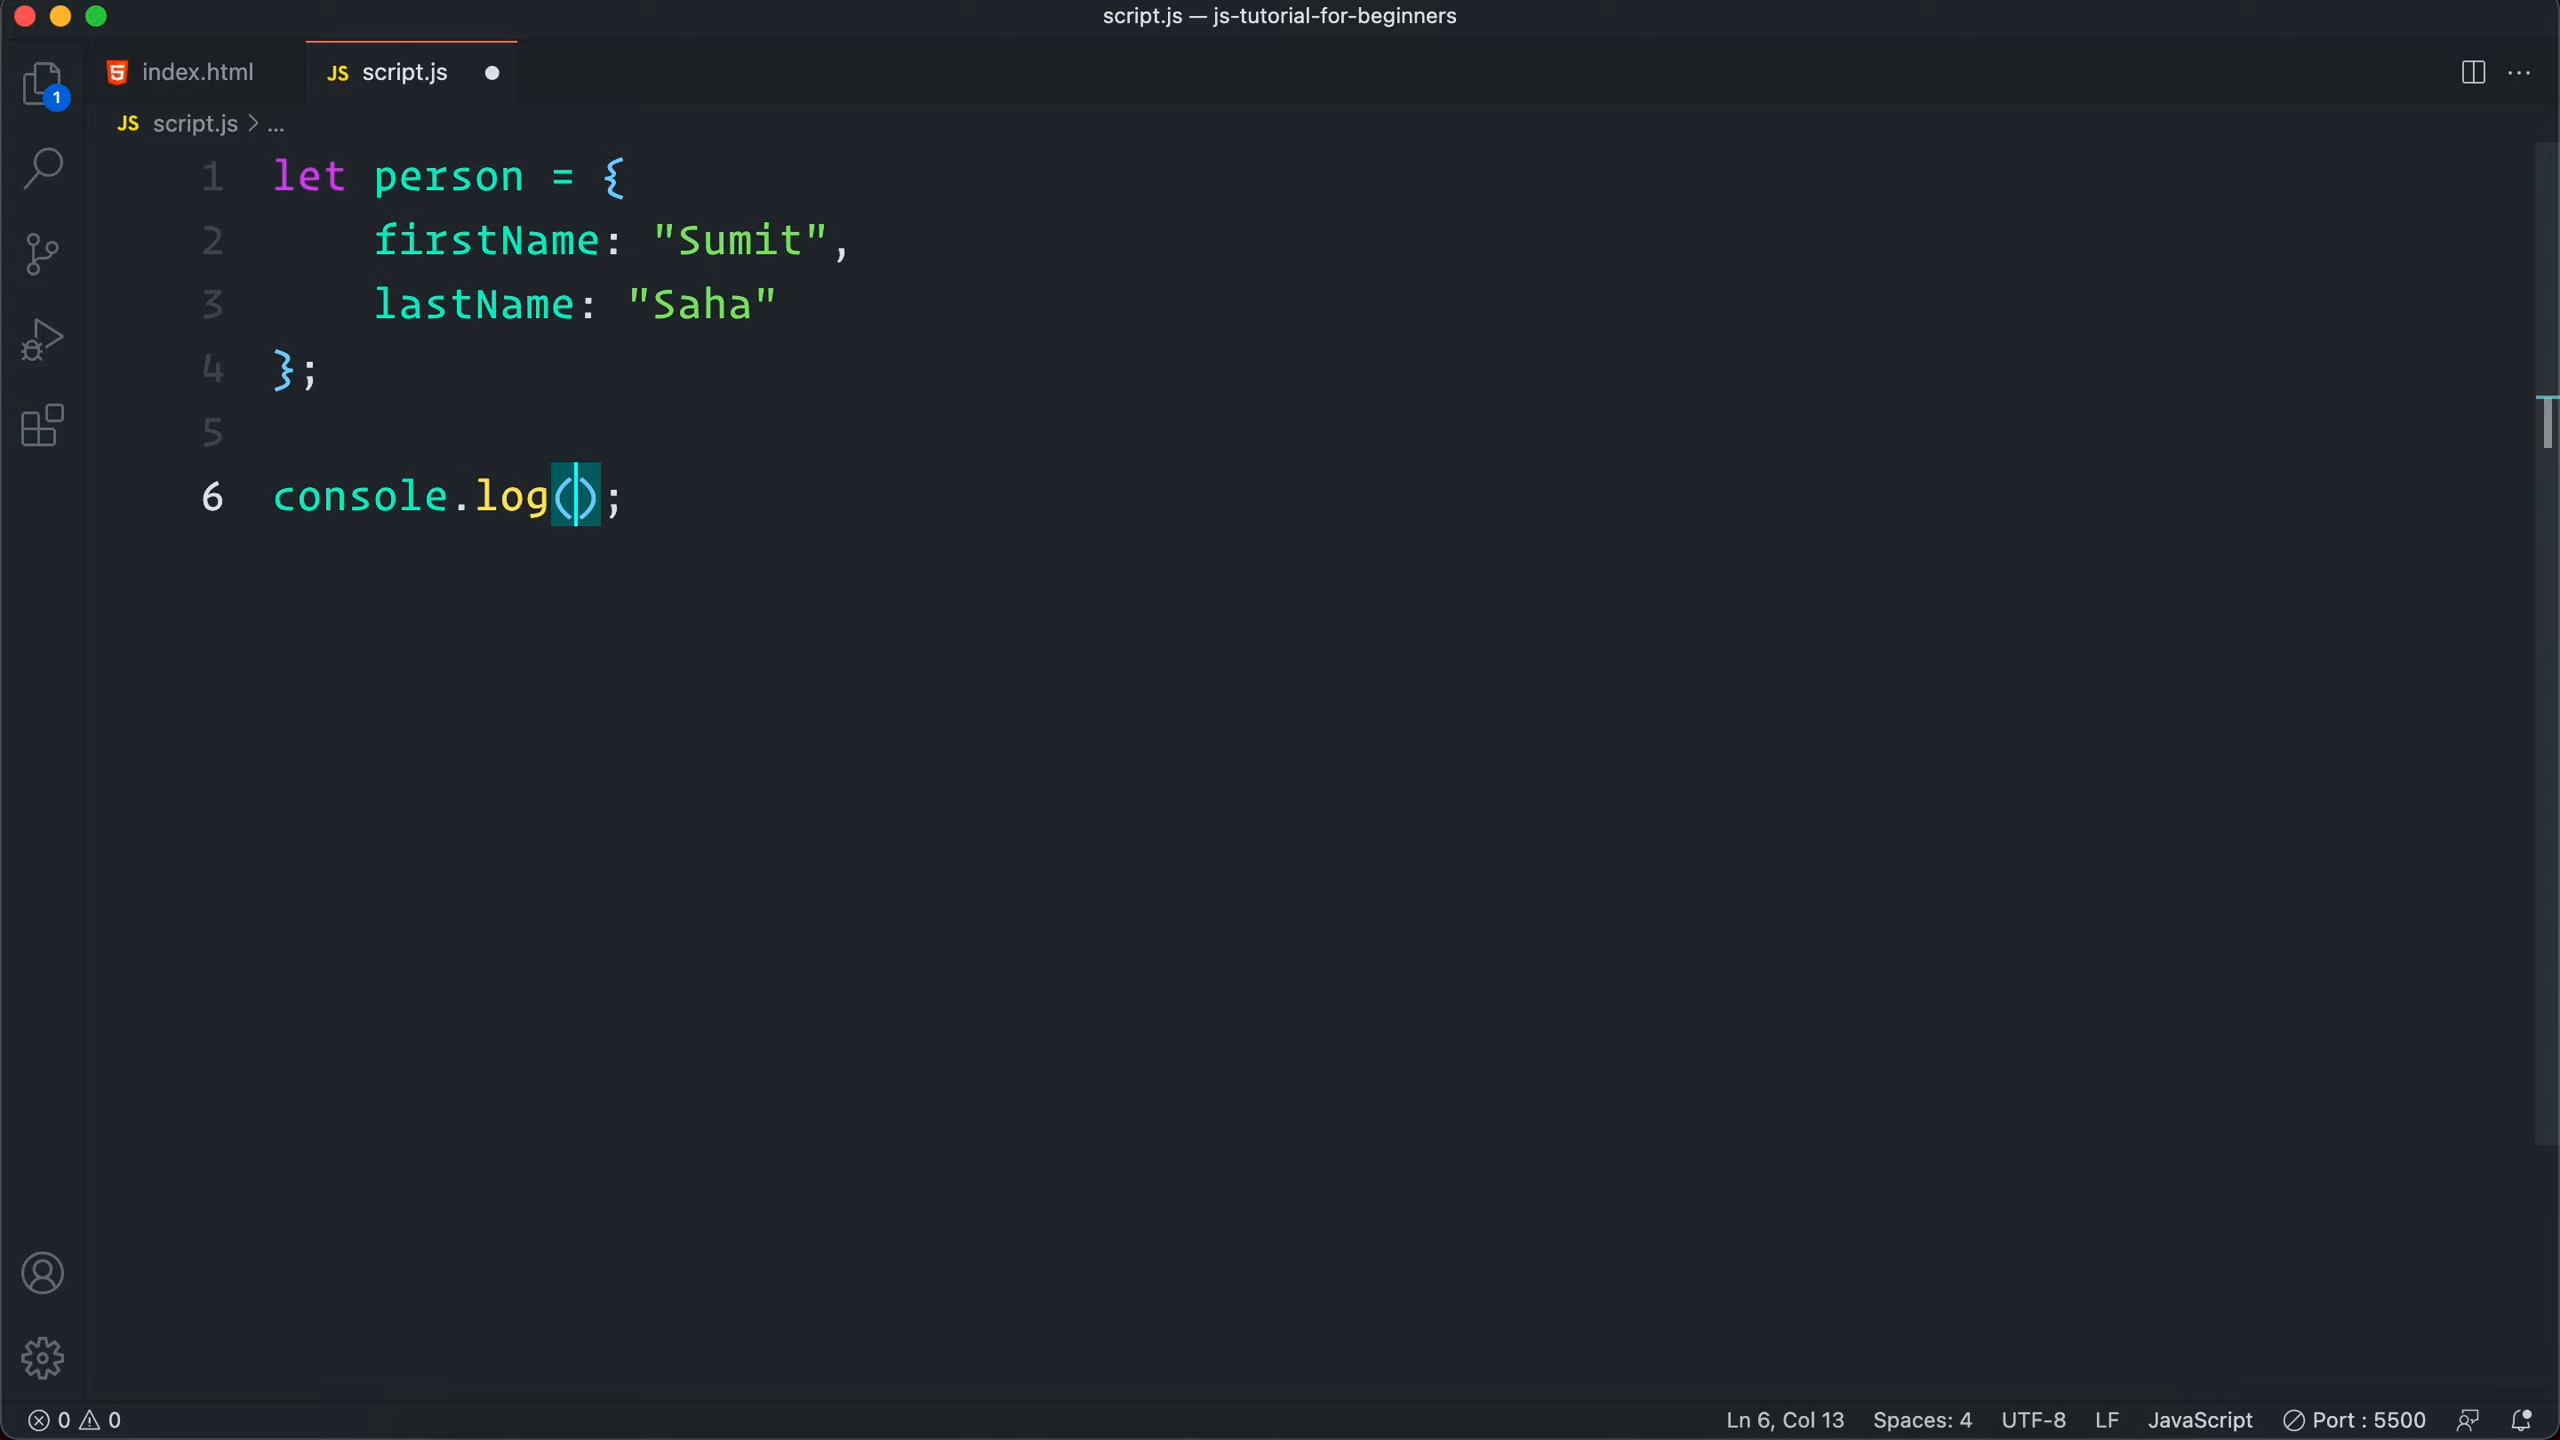 script.js — js-tutorial-for-beginners
1
5 index.html
JS script.js
JS script.js > ...
1 let person = {
2     firstName: "Sumit",
3     lastName: "Saha"
4 };
5
6 console.log();
0 0
Ln 6, Col 13 Spaces: 4 UTF-8 LF JavaScript Port : 5500